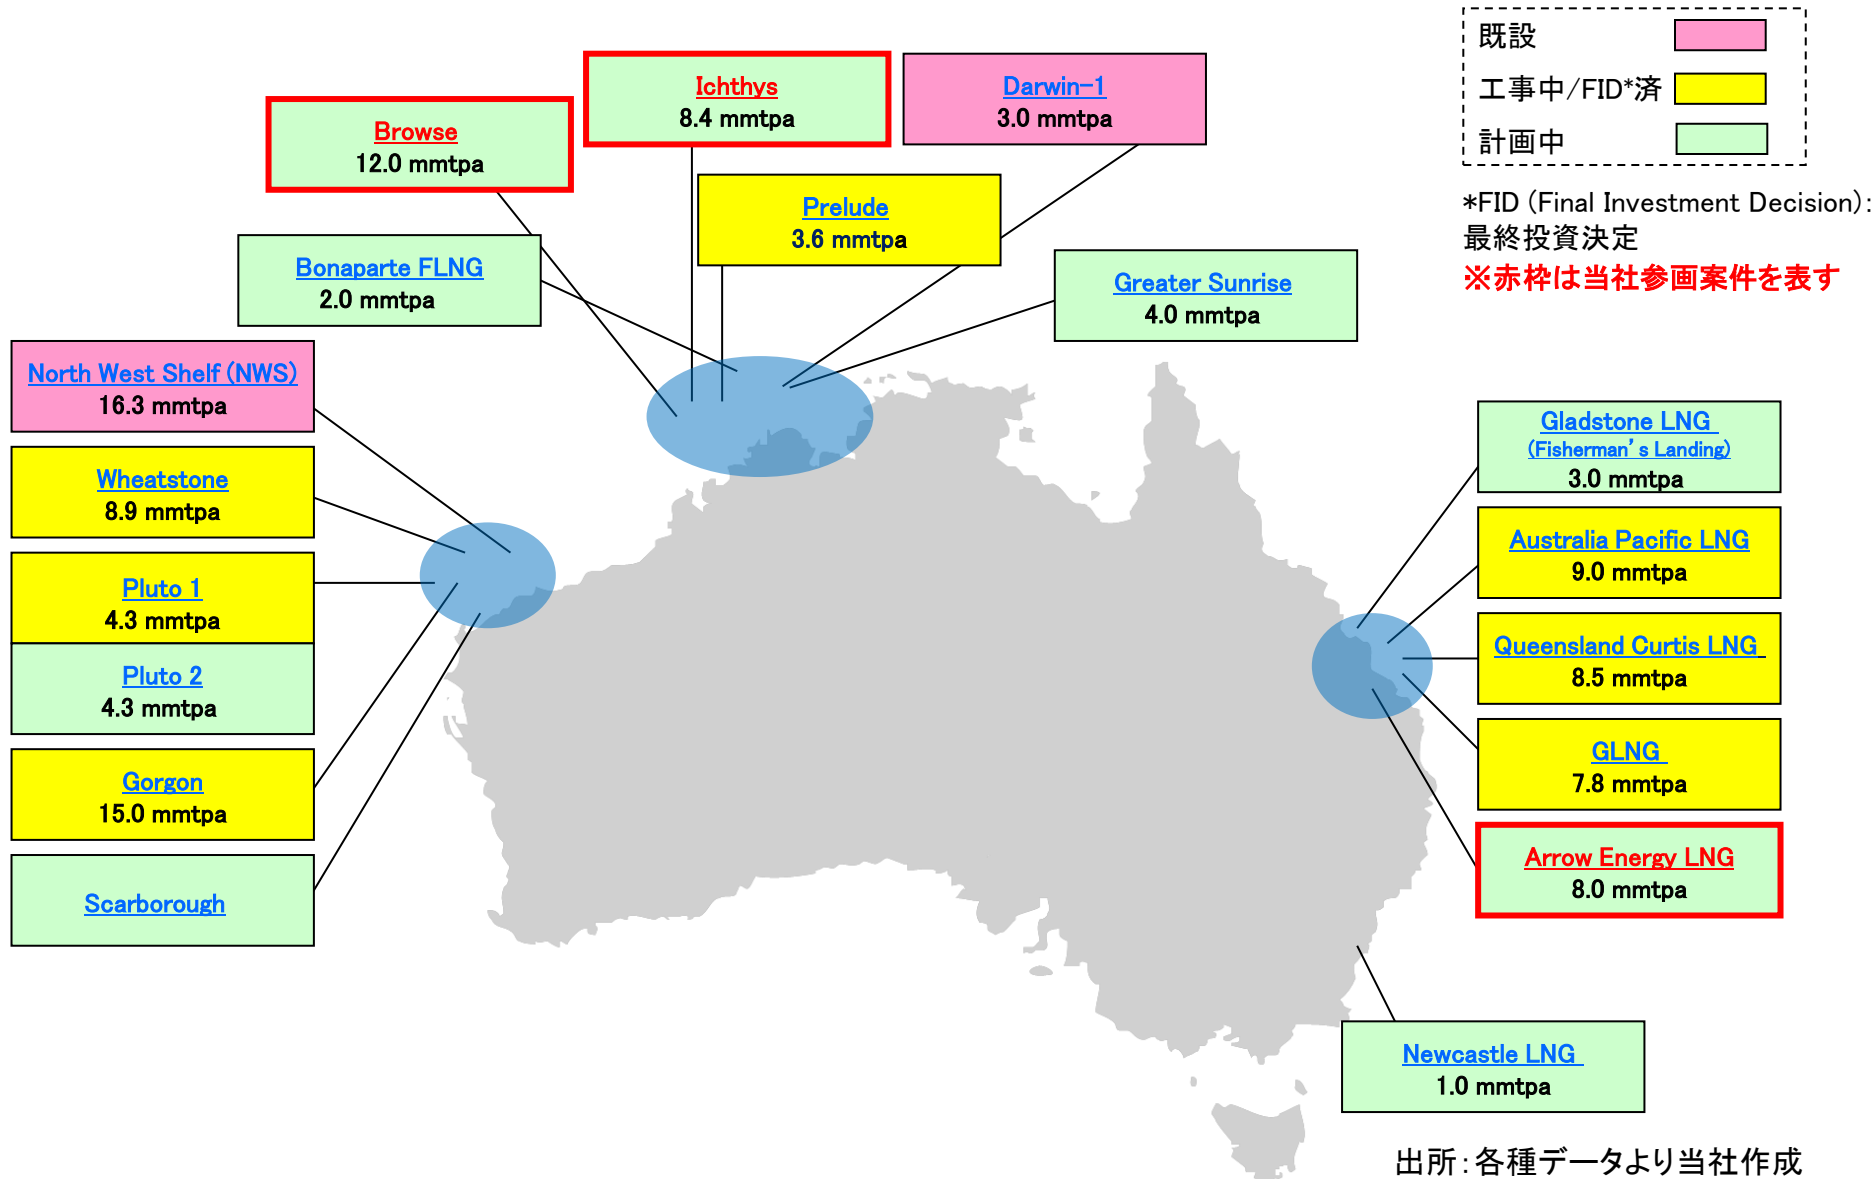 既設
工事中/FID*済
計画中
*FID (Final Investment Decision):
最終投資決定
※赤枠は当社参画案件を表す
Ichthys
8.4 mmtpa
Darwin-1
3.0 mmtpa
Browse
12.0 mmtpa
Prelude
3.6 mmtpa
Bonaparte FLNG
2.0 mmtpa
Greater Sunrise
4.0 mmtpa
North West Shelf (NWS)
16.3 mmtpa
Wheatstone
8.9 mmtpa
Pluto 1
4.3 mmtpa
Pluto 2
4.3 mmtpa
Gorgon
15.0 mmtpa
Scarborough
Gladstone LNG
(Fisherman's Landing)
3.0 mmtpa
Australia Pacific LNG
9.0 mmtpa
Queensland Curtis LNG
8.5 mmtpa
GLNG
7.8 mmtpa
Arrow Energy LNG
8.0 mmtpa
Newcastle LNG
1.0 mmtpa
出所:各種データより当社作成